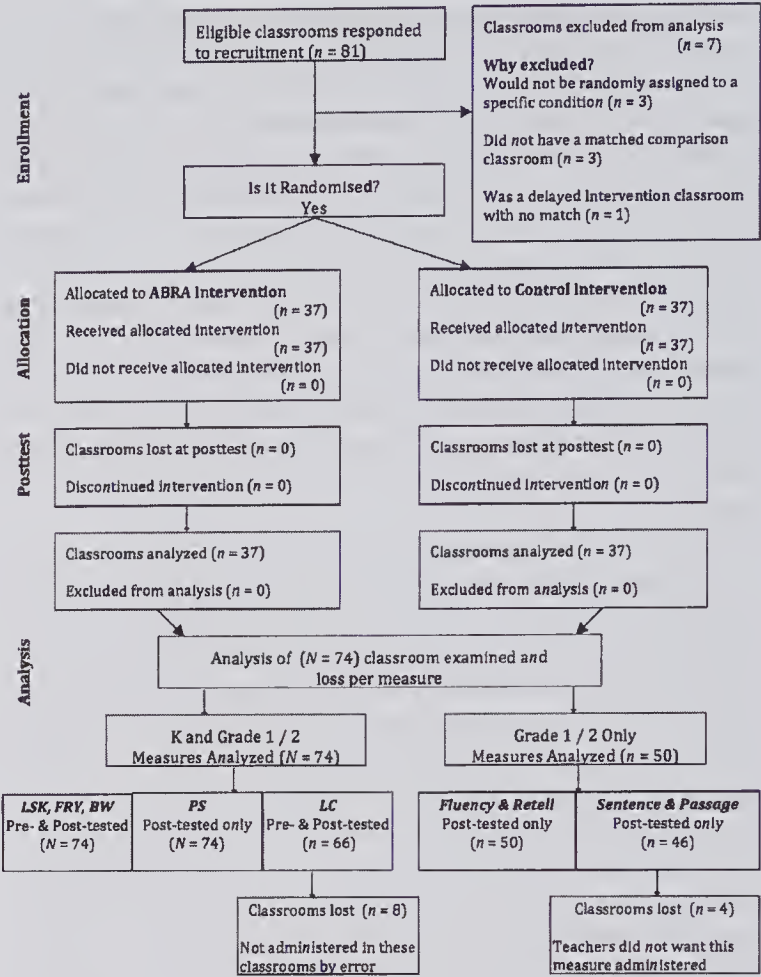 Eligible classrooms responded
to recruitment (n = 81)
Classrooms excluded from analysis
(n = 7)
Why excluded?
Would not be randomly assigned to a
specific condition (n = 3)
Did not have a matched comparison
classroom (n = 3)
Was a delayed Intervention classroom
with no match (n = 1)
Enrollment
Is it Randomised?
Yes
Allocation
Allocated to ABRA Intervention
(n = 37)
Received allocated intervention
(n = 37)
Did not receive allocated intervention
(n = 0)
Allocated to Control Intervention
(n = 37)
Received allocated intervention
(n = 37)
Did not receive allocated intervention
(n = 0)
Posttest
Classrooms lost at posttest (n = 0)
Discontinued intervention (n = 0)
Classrooms lost at posttest (n = 0)
Discontinued intervention (n = 0)
Classrooms analyzed (n = 37)
Excluded from analysis (n = 0)
Classrooms analyzed (n = 37)
Excluded from analysis (n = 0)
Analysis
Analysis of (N = 74) classroom examined and
loss per measure
K and Grade 1 / 2
Measures Analyzed (N = 74)
Grade 1 / 2 Only
Measures Analyzed (n = 50)
LSK, FRY, BW
Pre- & Post-tested
(N = 74)
PS
Post-tested only
(N = 74)
LC
Pre- & Post-tested
(n = 66)
Fluency & Retell
Post-tested only
(n = 50)
Sentence & Passage
Post-tested only
(n = 46)
Classrooms lost (n = 8)
Not administered in these
classrooms by error
Classrooms lost (n = 4)
Teachers did not want this
measure administered